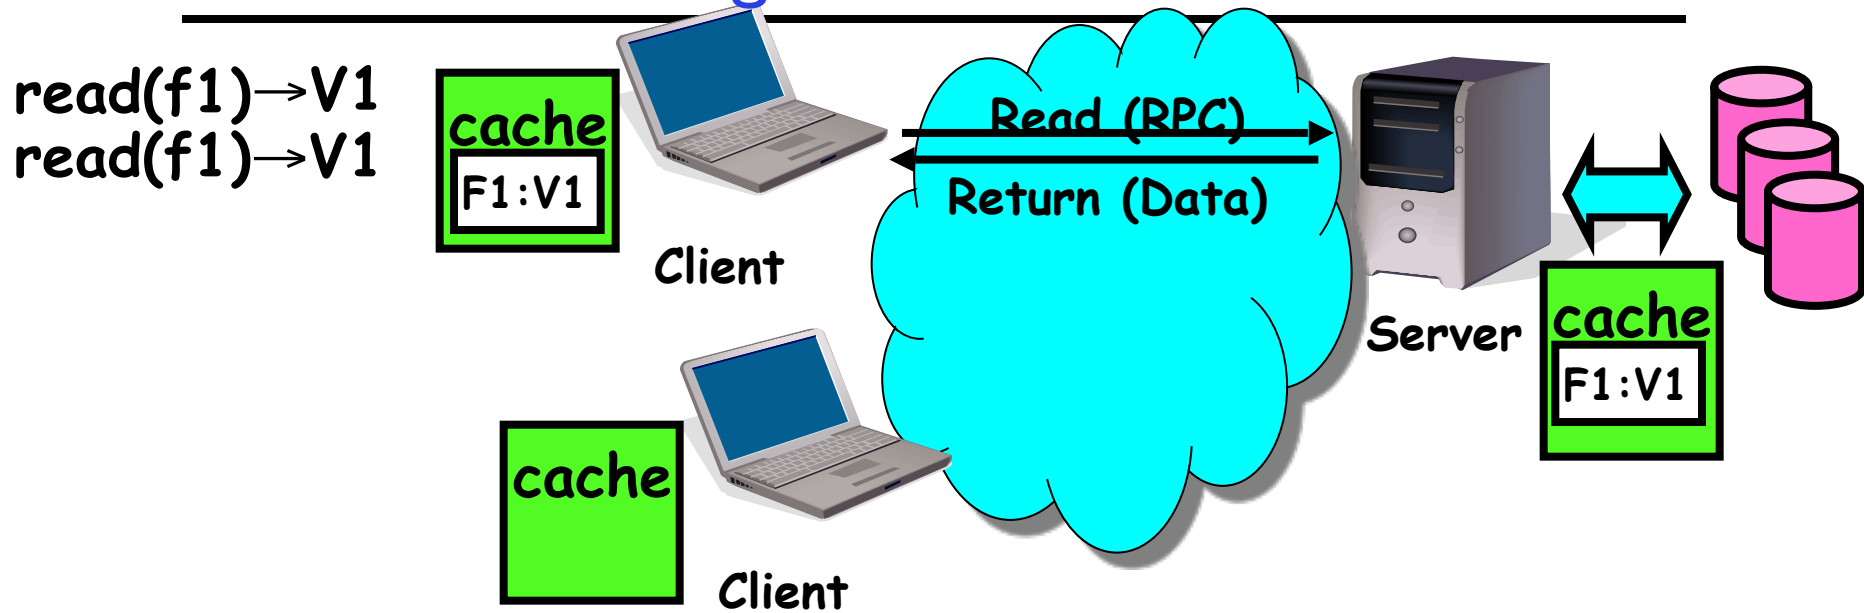 read(f1)→V1
read(f1)→V1
cache
F1:V1
Client
Read (RPC)
Return (Data)
Server
cache
F1:V1
cache
Client